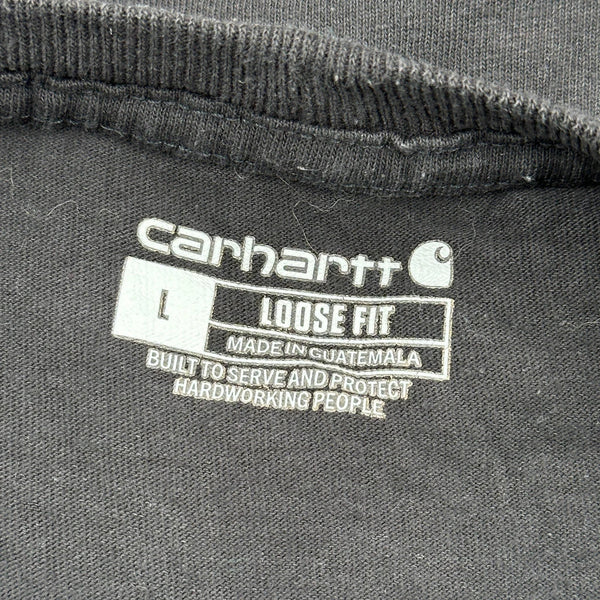 carhartt
L
LOOSE FIT
MADE IN GUATEMALA
BUILT TO SERVE AND PROTECT
HARDWORKING PEOPLE